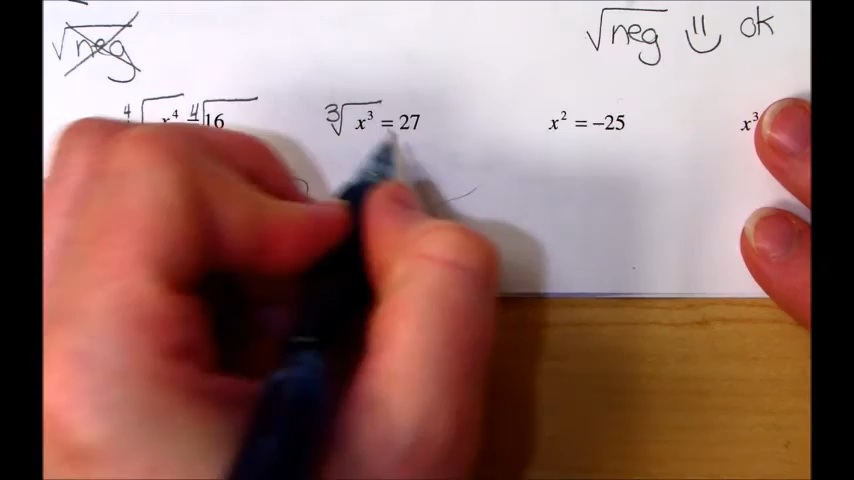 √neg √neg ok
⁴√x⁴ = ⁴√16 ³√x³ = 27 x² = −25 x³